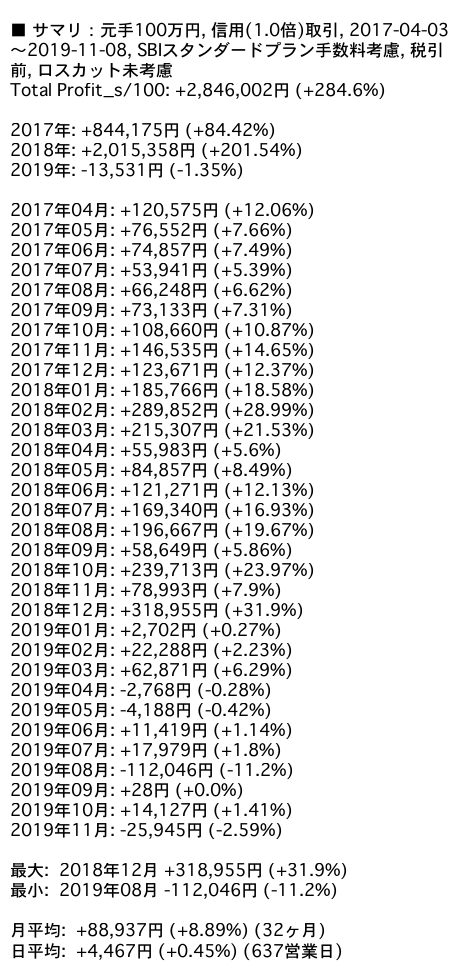 ■ サマリ：元手100万円, 信用(1.0倍)取引, 2017-04-03
～2019-11-08, SBIスタンダードプラン手数料考慮, 税引
前, ロスカット未考慮
Total Profit_s/100: +2,846,002円 (+284.6%)
2017年: +844,175円 (+84.42%)
2018年: +2,015,358円 (+201.54%)
2019年: -13,531円 (-1.35%)
2017年04月: +120,575円 (+12.06%)
2017年05月: +76,552円 (+7.66%)
2017年06月: +74,857円 (+7.49%)
2017年07月: +53,941円 (+5.39%)
2017年08月: +66,248円 (+6.62%)
2017年09月: +73,133円 (+7.31%)
2017年10月: +108,660円 (+10.87%)
2017年11月: +146,535円 (+14.65%)
2017年12月: +123,671円 (+12.37%)
2018年01月: +185,766円 (+18.58%)
2018年02月: +289,852円 (+28.99%)
2018年03月: +215,307円 (+21.53%)
2018年04月: +55,983円 (+5.6%)
2018年05月: +84,857円 (+8.49%)
2018年06月: +121,271円 (+12.13%)
2018年07月: +169,340円 (+16.93%)
2018年08月: +196,667円 (+19.67%)
2018年09月: +58,649円 (+5.86%)
2018年10月: +239,713円 (+23.97%)
2018年11月: +78,993円 (+7.9%)
2018年12月: +318,955円 (+31.9%)
2019年01月: +2,702円 (+0.27%)
2019年02月: +22,288円 (+2.23%)
2019年03月: +62,871円 (+6.29%)
2019年04月: -2,768円 (-0.28%)
2019年05月: -4,188円 (-0.42%)
2019年06月: +11,419円 (+1.14%)
2019年07月: +17,979円 (+1.8%)
2019年08月: -112,046円 (-11.2%)
2019年09月: +28円 (+0.0%)
2019年10月: +14,127円 (+1.41%)
2019年11月: -25,945円 (-2.59%)
最大: 2018年12月 +318,955円 (+31.9%)
最小: 2019年08月 -112,046円 (-11.2%)
月平均: +88,937円 (+8.89%) (32ヶ月)
日平均: +4,467円 (+0.45%) (637営業日)